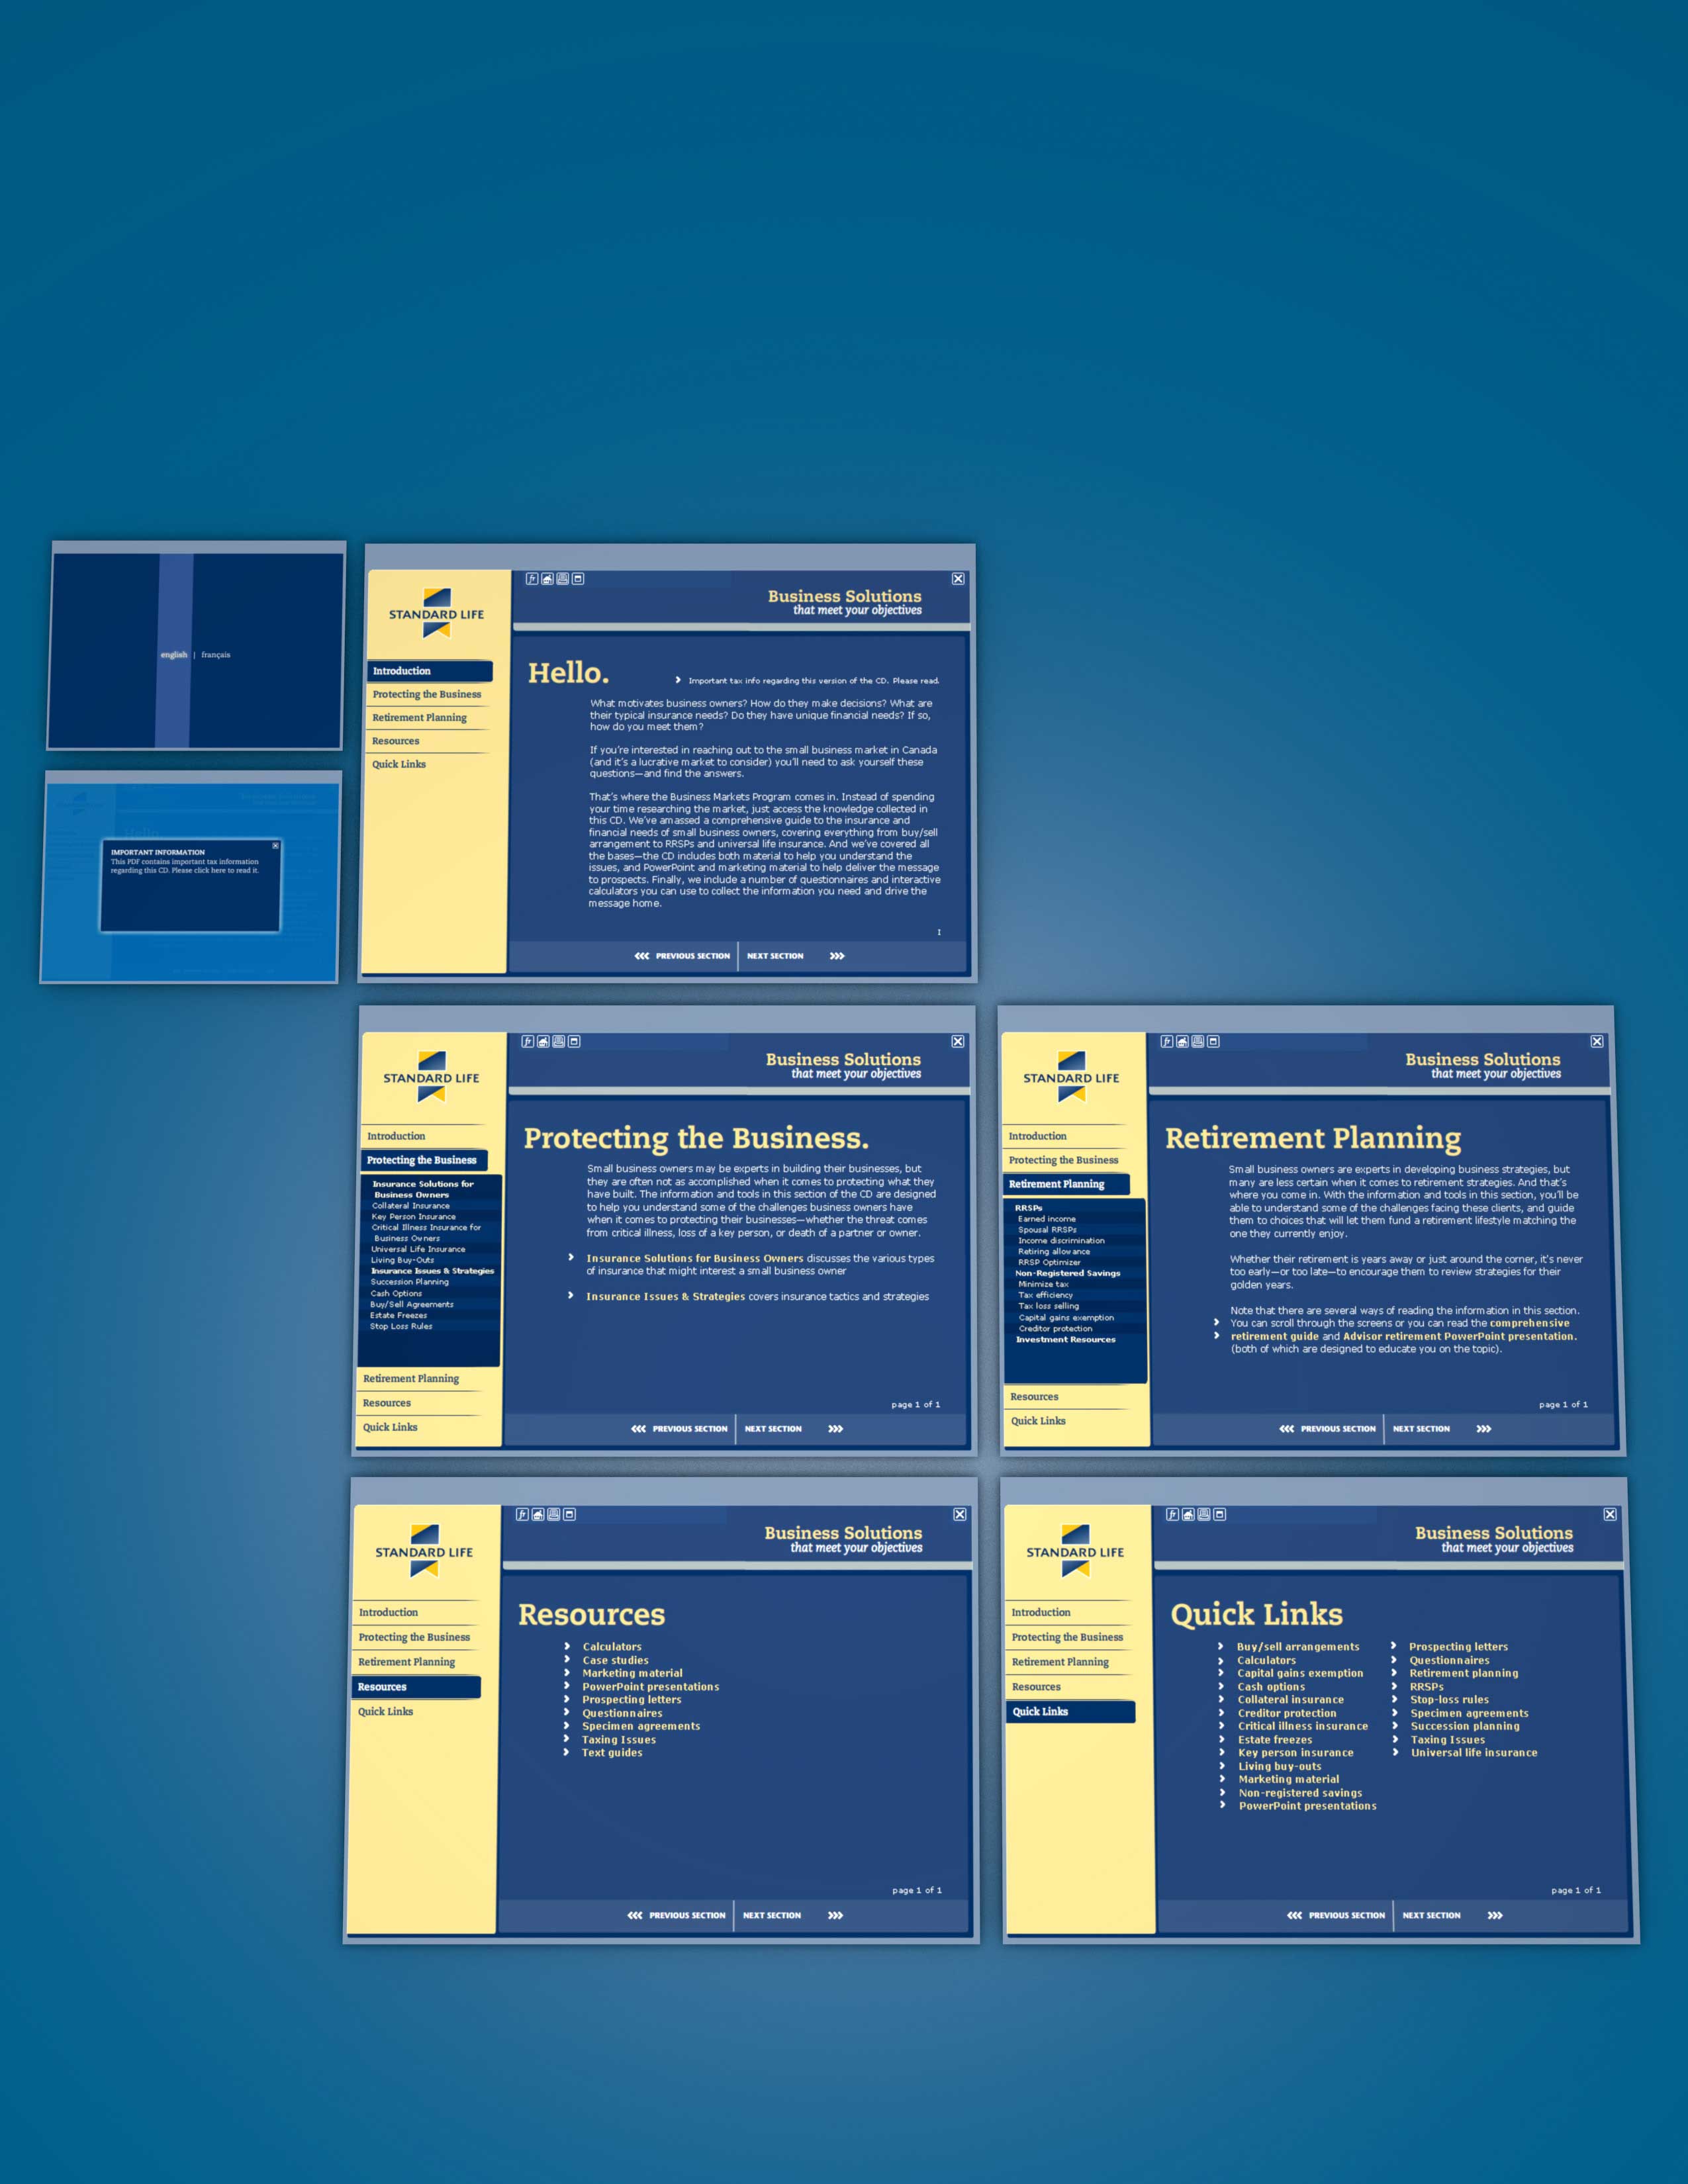 english | français
IMPORTANT INFORMATION
This PDF contains important tax information
regarding this CD. Please click here to read it.
STANDARD LIFE
Introduction
Protecting the Business
Retirement Planning
Resources
Quick Links
fr
Business Solutions
that meet your objectives
Hello.
Important tax info regarding this version of the CD. Please read.
What motivates business owners? How do they make decisions? What are
their typical insurance needs? Do they have unique financial needs? If so,
how do you meet them?
If you're interested in reaching out to the small business market in Canada
(and it's a lucrative market to consider) you'll need to ask yourself these
questions—and find the answers.
That's where the Business Markets Program comes in. Instead of spending
your time researching the market, just access the knowledge collected in
this CD. We've amassed a comprehensive guide to the insurance and
financial needs of small business owners, covering everything from buy/sell
arrangement to RRSPs and universal life insurance. And we've covered all
the bases—the CD includes both material to help you understand the
issues, and PowerPoint and marketing material to help deliver the message
to prospects. Finally, we include a number of questionnaires and interactive
calculators you can use to collect the information you need and drive the
message home.
PREVIOUS SECTION | NEXT SECTION
STANDARD LIFE
Introduction
Protecting the Business
Insurance Solutions for
Business Owners
Collateral Insurance
Key Person Insurance
Critical Illness Insurance for
Business Owners
Universal Life Insurance
Living Buy-Outs
Insurance Issues & Strategies
Succession Planning
Cash Options
Buy/Sell Agreements
Estate Freezes
Stop Loss Rules
Retirement Planning
Resources
Quick Links
fr
Business Solutions
that meet your objectives
Protecting the Business.
Small business owners may be experts in building their businesses, but
they are often not as accomplished when it comes to protecting what they
have built. The information and tools in this section of the CD are designed
to help you understand some of the challenges business owners have
when it comes to protecting their businesses—whether the threat comes
from critical illness, loss of a key person, or death of a partner or owner.
Insurance Solutions for Business Owners discusses the various types
of insurance that might interest a small business owner
Insurance Issues & Strategies covers insurance tactics and strategies
page 1 of 1
PREVIOUS SECTION | NEXT SECTION
STANDARD LIFE
Introduction
Protecting the Business
Retirement Planning
RRSPs
Earned income
Spousal RRSPs
Income discrimination
Retiring allowance
RRSP Optimizer
Non-Registered Savings
Minimize tax
Tax efficiency
Tax loss selling
Capital gains exemption
Creditor protection
Investment Resources
Resources
Quick Links
fr
Business Solutions
that meet your objectives
Retirement Planning
Small business owners are experts in developing business strategies, but
many are less certain when it comes to retirement strategies. And that's
where you come in. With the information and tools in this section, you'll be
able to understand some of the challenges facing these clients, and guide
them to choices that will let them fund a retirement lifestyle matching the
one they currently enjoy.
Whether their retirement is years away or just around the corner, it's never
too early—or too late—to encourage them to review strategies for their
golden years.
Note that there are several ways of reading the information in this section.
You can scroll through the screens or you can read the comprehensive
retirement guide and Advisor retirement PowerPoint presentation.
(both of which are designed to educate you on the topic).
page 1 of 1
PREVIOUS SECTION | NEXT SECTION
STANDARD LIFE
Introduction
Protecting the Business
Retirement Planning
Resources
Quick Links
fr
Business Solutions
that meet your objectives
Resources
Calculators
Case studies
Marketing material
PowerPoint presentations
Prospecting letters
Questionnaires
Specimen agreements
Taxing Issues
Text guides
page 1 of 1
PREVIOUS SECTION | NEXT SECTION
STANDARD LIFE
Introduction
Protecting the Business
Retirement Planning
Resources
Quick Links
fr
Business Solutions
that meet your objectives
Quick Links
Buy/sell arrangements
Calculators
Capital gains exemption
Cash options
Collateral insurance
Creditor protection
Critical illness insurance
Estate freezes
Key person insurance
Living buy-outs
Marketing material
Non-registered savings
PowerPoint presentations
Prospecting letters
Questionnaires
Retirement planning
RRSPs
Stop-loss rules
Specimen agreements
Succession planning
Taxing Issues
Universal life insurance
page 1 of 1
PREVIOUS SECTION | NEXT SECTION